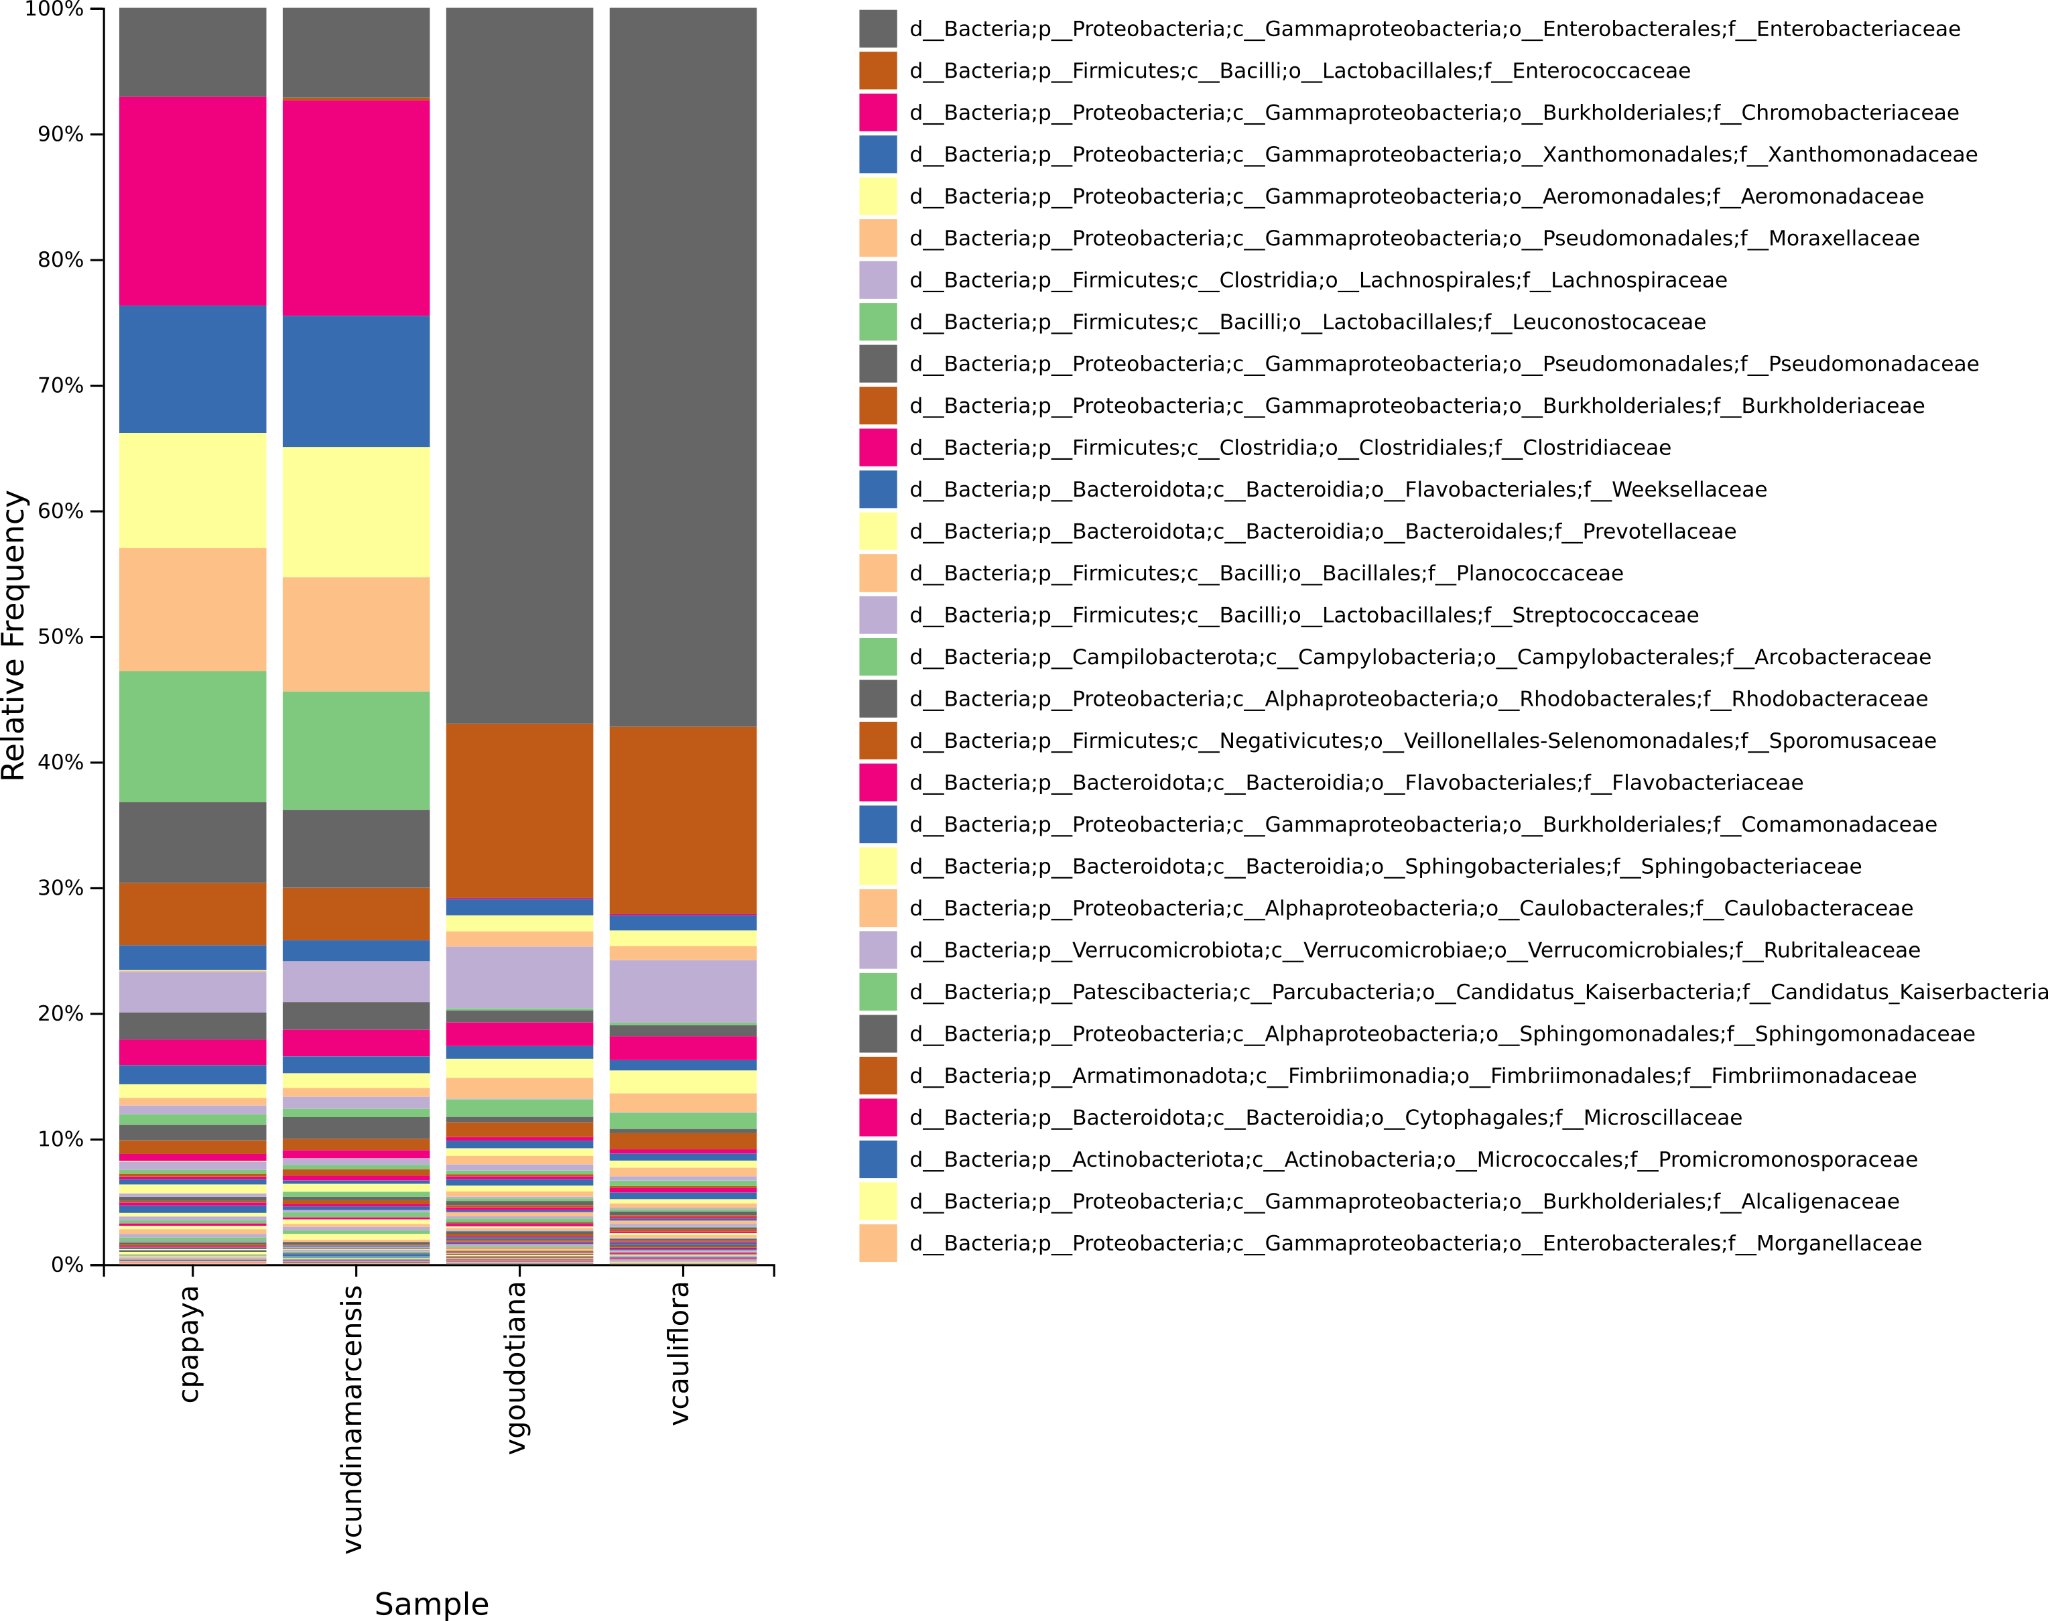 100%
90%
80%
70%
60%
50%
40%
30%
20%
10%
0%
Relative Frequency
cpapaya
vcundinamarcensis
vgoudotiana
vcauliflora
Sample
d__Bacteria;p__Proteobacteria;c__Gammaproteobacteria;o__Enterobacterales;f__Enterobacteriaceae
d__Bacteria;p__Firmicutes;c__Bacilli;o__Lactobacillales;f__Enterococcaceae
d__Bacteria;p__Proteobacteria;c__Gammaproteobacteria;o__Burkholderiales;f__Chromobacteriaceae
d__Bacteria;p__Proteobacteria;c__Gammaproteobacteria;o__Xanthomonadales;f__Xanthomonadaceae
d__Bacteria;p__Proteobacteria;c__Gammaproteobacteria;o__Aeromonadales;f__Aeromonadaceae
d__Bacteria;p__Proteobacteria;c__Gammaproteobacteria;o__Pseudomonadales;f__Moraxellaceae
d__Bacteria;p__Firmicutes;c__Clostridia;o__Lachnospirales;f__Lachnospiraceae
d__Bacteria;p__Firmicutes;c__Bacilli;o__Lactobacillales;f__Leuconostocaceae
d__Bacteria;p__Proteobacteria;c__Gammaproteobacteria;o__Pseudomonadales;f__Pseudomonadaceae
d__Bacteria;p__Proteobacteria;c__Gammaproteobacteria;o__Burkholderiales;f__Burkholderiaceae
d__Bacteria;p__Firmicutes;c__Clostridia;o__Clostridiales;f__Clostridiaceae
d__Bacteria;p__Bacteroidota;c__Bacteroidia;o__Flavobacteriales;f__Weeksellaceae
d__Bacteria;p__Bacteroidota;c__Bacteroidia;o__Bacteroidales;f__Prevotellaceae
d__Bacteria;p__Firmicutes;c__Bacilli;o__Bacillales;f__Planococcaceae
d__Bacteria;p__Firmicutes;c__Bacilli;o__Lactobacillales;f__Streptococcaceae
d__Bacteria;p__Campilobacterota;c__Campylobacteria;o__Campylobacterales;f__Arcobacteraceae
d__Bacteria;p__Proteobacteria;c__Alphaproteobacteria;o__Rhodobacterales;f__Rhodobacteraceae
d__Bacteria;p__Firmicutes;c__Negativicutes;o__Veillonellales-Selenomonadales;f__Sporomusaceae
d__Bacteria;p__Bacteroidota;c__Bacteroidia;o__Flavobacteriales;f__Flavobacteriaceae
d__Bacteria;p__Proteobacteria;c__Gammaproteobacteria;o__Burkholderiales;f__Comamonadaceae
d__Bacteria;p__Bacteroidota;c__Bacteroidia;o__Sphingobacteriales;f__Sphingobacteriaceae
d__Bacteria;p__Proteobacteria;c__Alphaproteobacteria;o__Caulobacterales;f__Caulobacteraceae
d__Bacteria;p__Verrucomicrobiota;c__Verrucomicrobiae;o__Verrucomicrobiales;f__Rubritaleaceae
d__Bacteria;p__Patescibacteria;c__Parcubacteria;o__Candidatus_Kaiserbacteria;f__Candidatus_Kaiserbacteria
d__Bacteria;p__Proteobacteria;c__Alphaproteobacteria;o__Sphingomonadales;f__Sphingomonadaceae
d__Bacteria;p__Armatimonadota;c__Fimbriimonadia;o__Fimbriimonadales;f__Fimbriimonadaceae
d__Bacteria;p__Bacteroidota;c__Bacteroidia;o__Cytophagales;f__Microscillaceae
d__Bacteria;p__Actinobacteriota;c__Actinobacteria;o__Micrococcales;f__Promicromonosporaceae
d__Bacteria;p__Proteobacteria;c__Gammaproteobacteria;o__Burkholderiales;f__Alcaligenaceae
d__Bacteria;p__Proteobacteria;c__Gammaproteobacteria;o__Enterobacterales;f__Morganellaceae